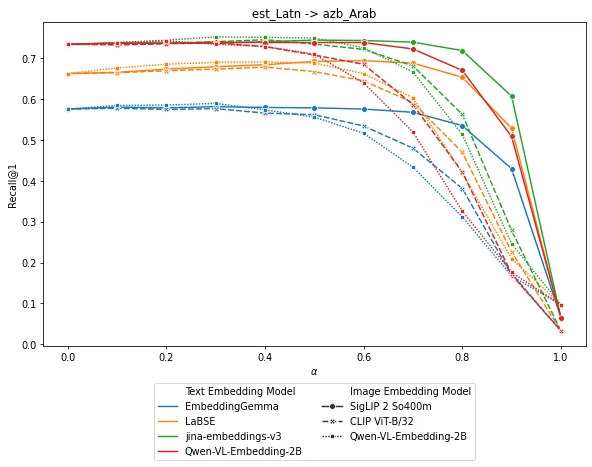 est_Latn -> azb_Arab
Recall@1
0.7
0.6
0.5
0.4
0.3
0.2
0.1
0.0
0.0 0.2 0.4 0.6 0.8 1.0
α
Text Embedding Model Image Embedding Model
EmbeddingGemma SigLIP 2 So400m
LaBSE CLIP ViT-B/32
jina-embeddings-v3 Qwen-VL-Embedding-2B
Qwen-VL-Embedding-2B